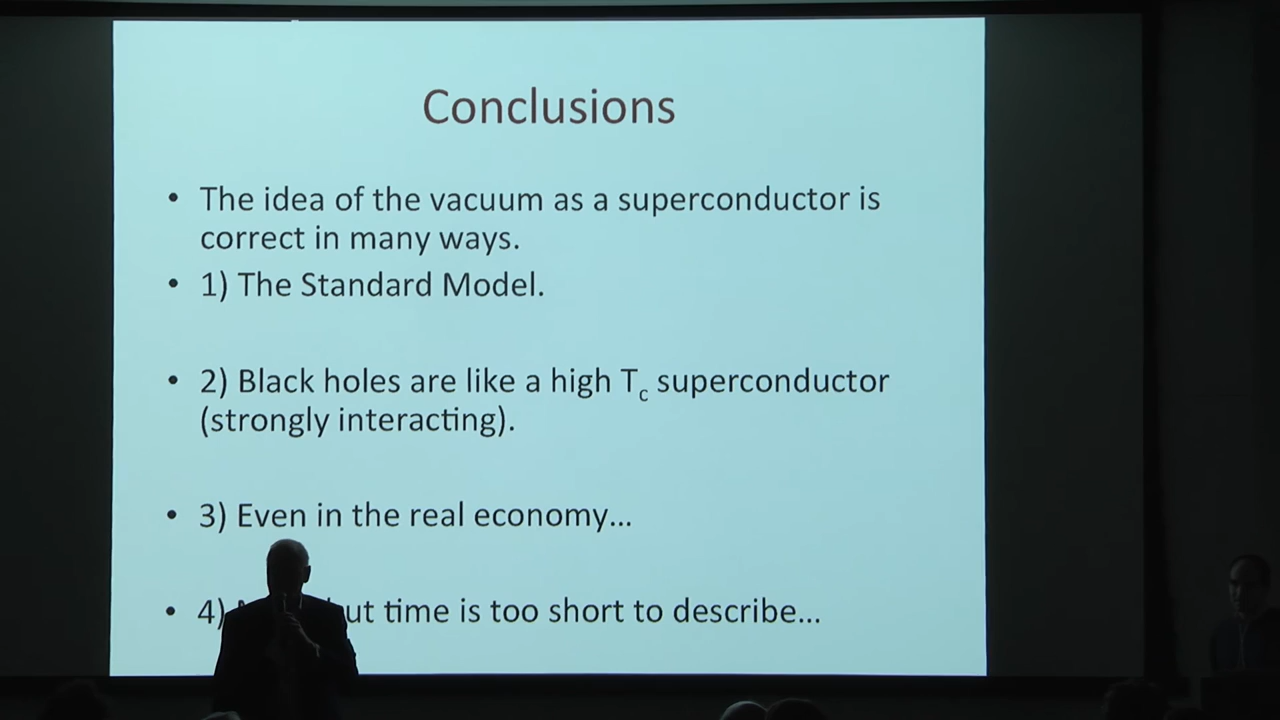 Conclusions
• The idea of the vacuum as a superconductor is
correct in many ways.
• 1) The Standard Model.
• 2) Black holes are like a high Tc superconductor
(strongly interacting).
• 3) Even in the real economy...
• 4) time is too short to describe...